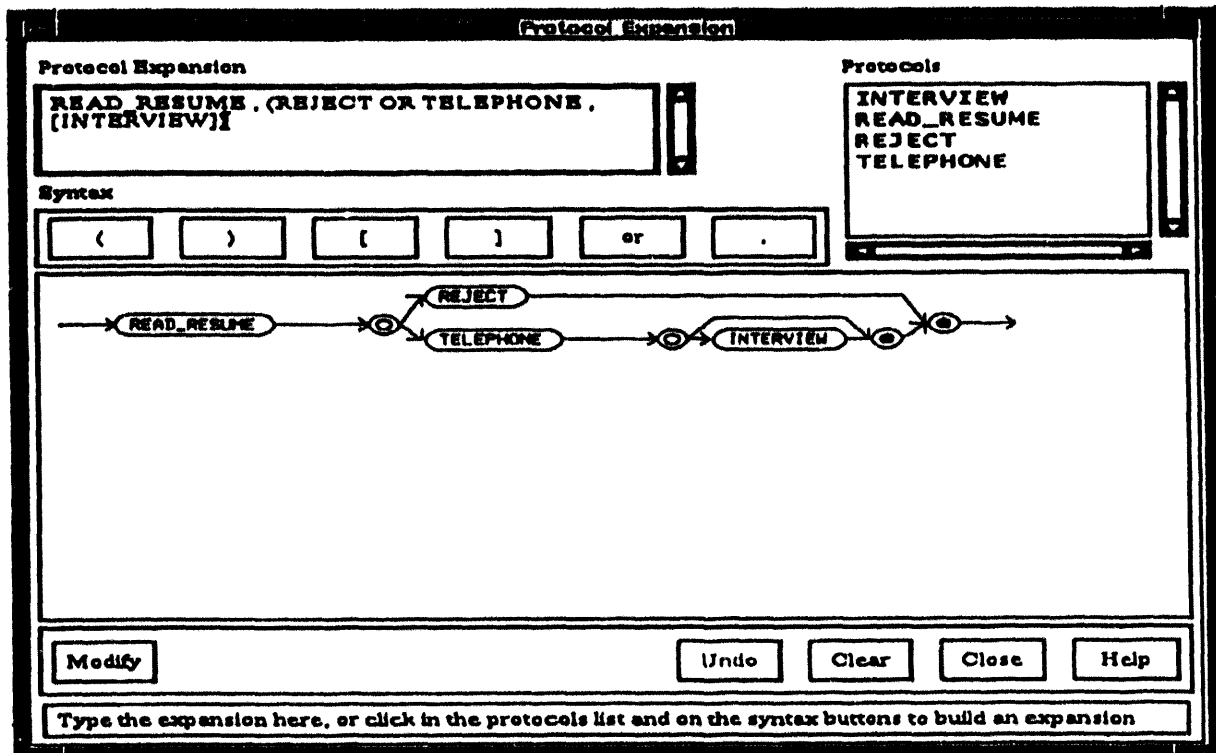 Protocol Expansion
Protocol Expansion
Protocols
READ_RESUME , (REJECT OR TELEPHONE ,
[INTERVIEW])
INTERVIEW
READ_RESUME
REJECT
TELEPHONE
Syntax
( ) [ ] or ,
REJECT
READ_RESUME
TELEPHONE
INTERVIEW
Modify Undo Clear Close Help
Type the expansion here, or click in the protocols list and on the syntax buttons to build an expansion